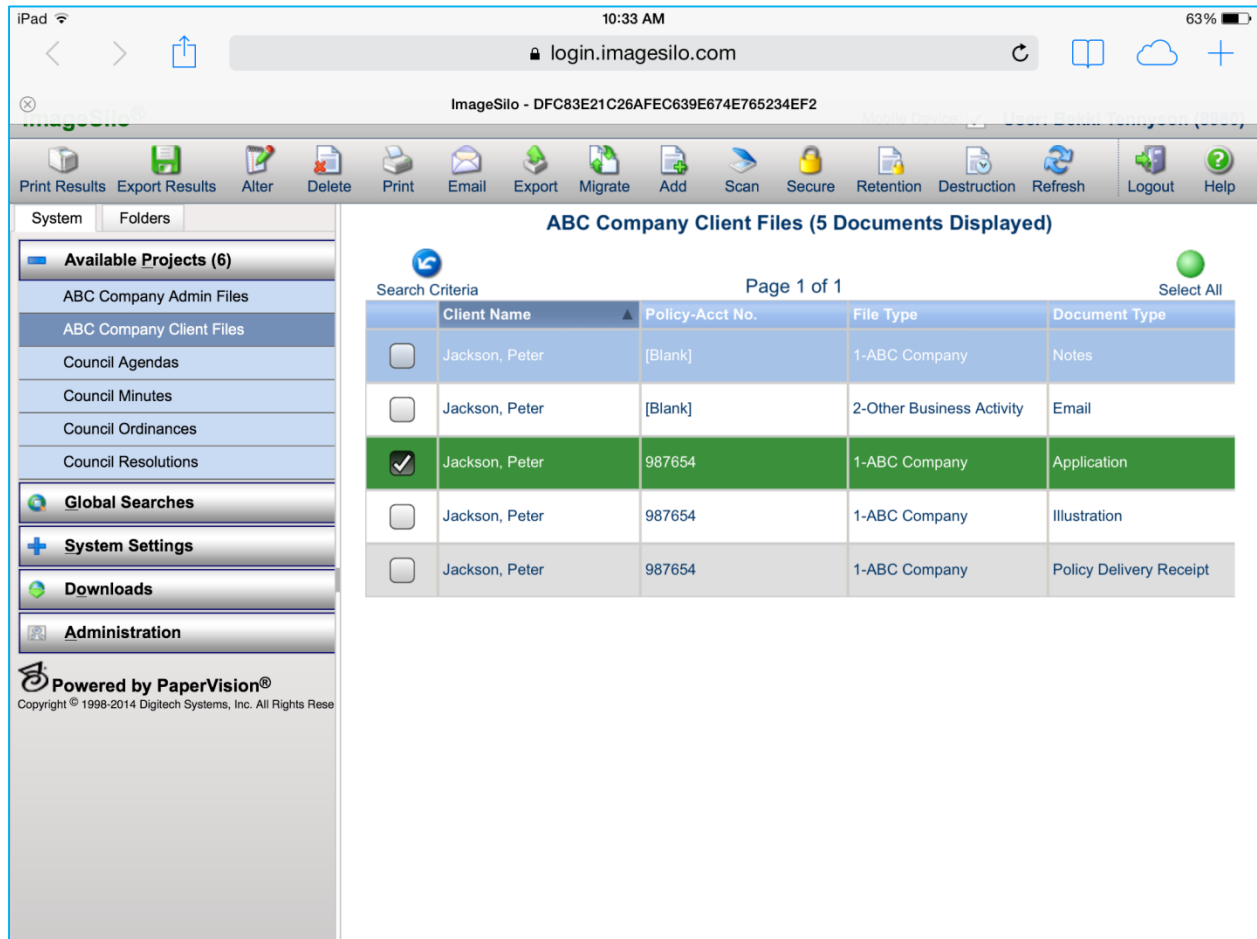 iPad 10:33 AM 63%
login.imagesilo.com
ImageSilo - DFC83E21C26AFEC639E674E765234EF2
ImageSilo® Mobile Device User: Bekki Tennyson
Print Results Export Results Alter Delete Print Email Export Migrate Add Scan Secure Retention Destruction Refresh Logout Help
System Folders
ABC Company Client Files (5 Documents Displayed)
Available Projects (6)
ABC Company Admin Files
ABC Company Client Files
Council Agendas
Council Minutes
Council Ordinances
Council Resolutions
Global Searches
System Settings
Downloads
Administration
Powered by PaperVision®
Copyright © 1998-2014 Digitech Systems, Inc. All Rights Rese
Search Criteria Page 1 of 1 Select All
Client Name Policy-Acct No. File Type Document Type
Jackson, Peter [Blank] 1-ABC Company Notes
Jackson, Peter [Blank] 2-Other Business Activity Email
Jackson, Peter 987654 1-ABC Company Application
Jackson, Peter 987654 1-ABC Company Illustration
Jackson, Peter 987654 1-ABC Company Policy Delivery Receipt